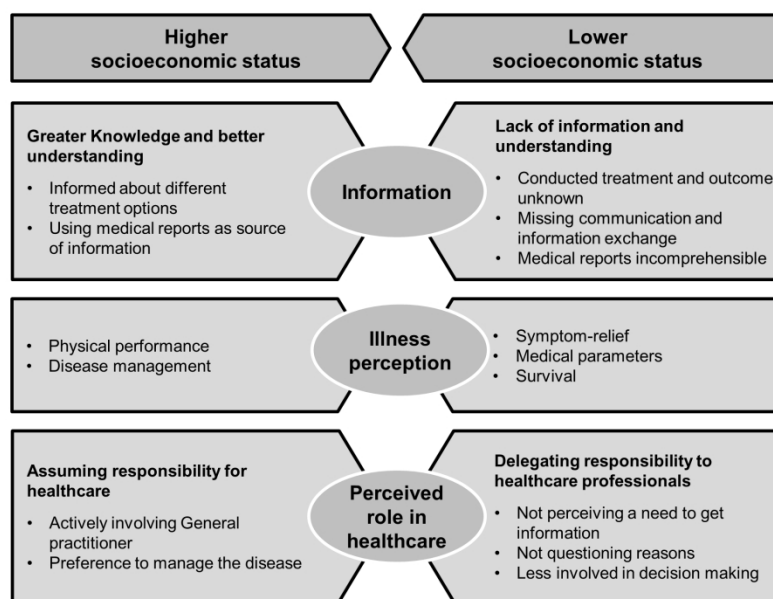 Higher
socioeconomic status
Lower
socioeconomic status
Greater Knowledge and better
understanding
• Informed about different
treatment options
• Using medical reports as source
of information
Information
Lack of information and
understanding
• Conducted treatment and outcome
unknown
• Missing communication and
information exchange
• Medical reports incomprehensible
• Physical performance
• Disease management
Illness
perception
• Symptom-relief
• Medical parameters
• Survival
Assuming responsibility for
healthcare
• Actively involving General
practitioner
• Preference to manage the disease
Perceived
role in
healthcare
Delegating responsibility to
healthcare professionals
• Not perceiving a need to get
information
• Not questioning reasons
• Less involved in decision making